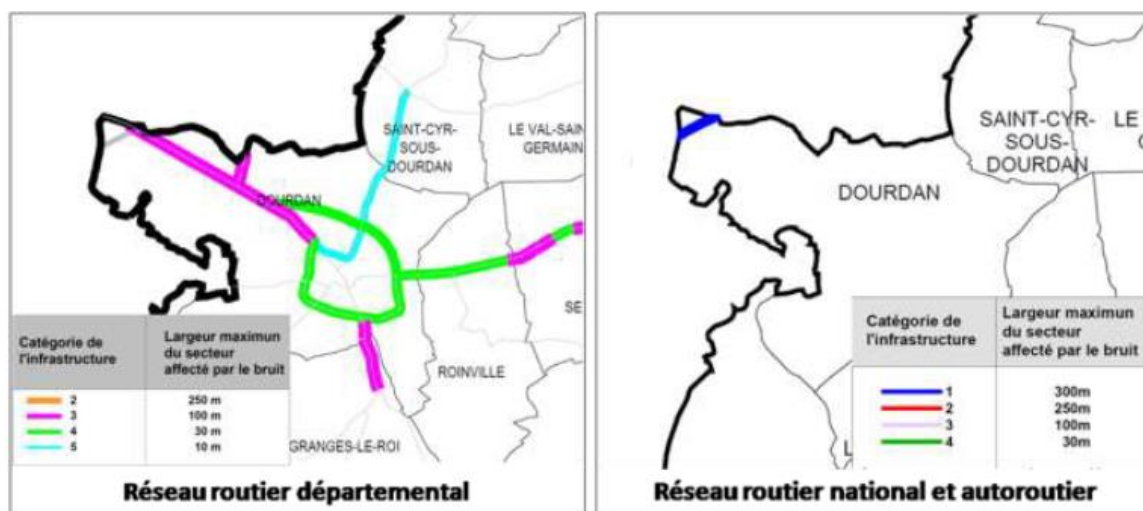 SAINT-CYR-
SOUS-
DOURDAN
LE VAL-SAIN
GERMAIN
DOURDAN
SE
ROINVILLE
GRANGES-LE-ROI
Catégorie de
l'infrastructure
Largeur maximun
du secteur
affecté par le bruit
2 250 m
3 100 m
4 30 m
5 10 m
Réseau routier départemental
SAINT-CYR-
SOUS-
DOURDAN
LE
DOURDAN
L
Catégorie de
l'infrastructure
Largeur maximun
du secteur
affecté par le bruit
1 300m
2 250m
3 100m
4 30m
Réseau routier national et autoroutier